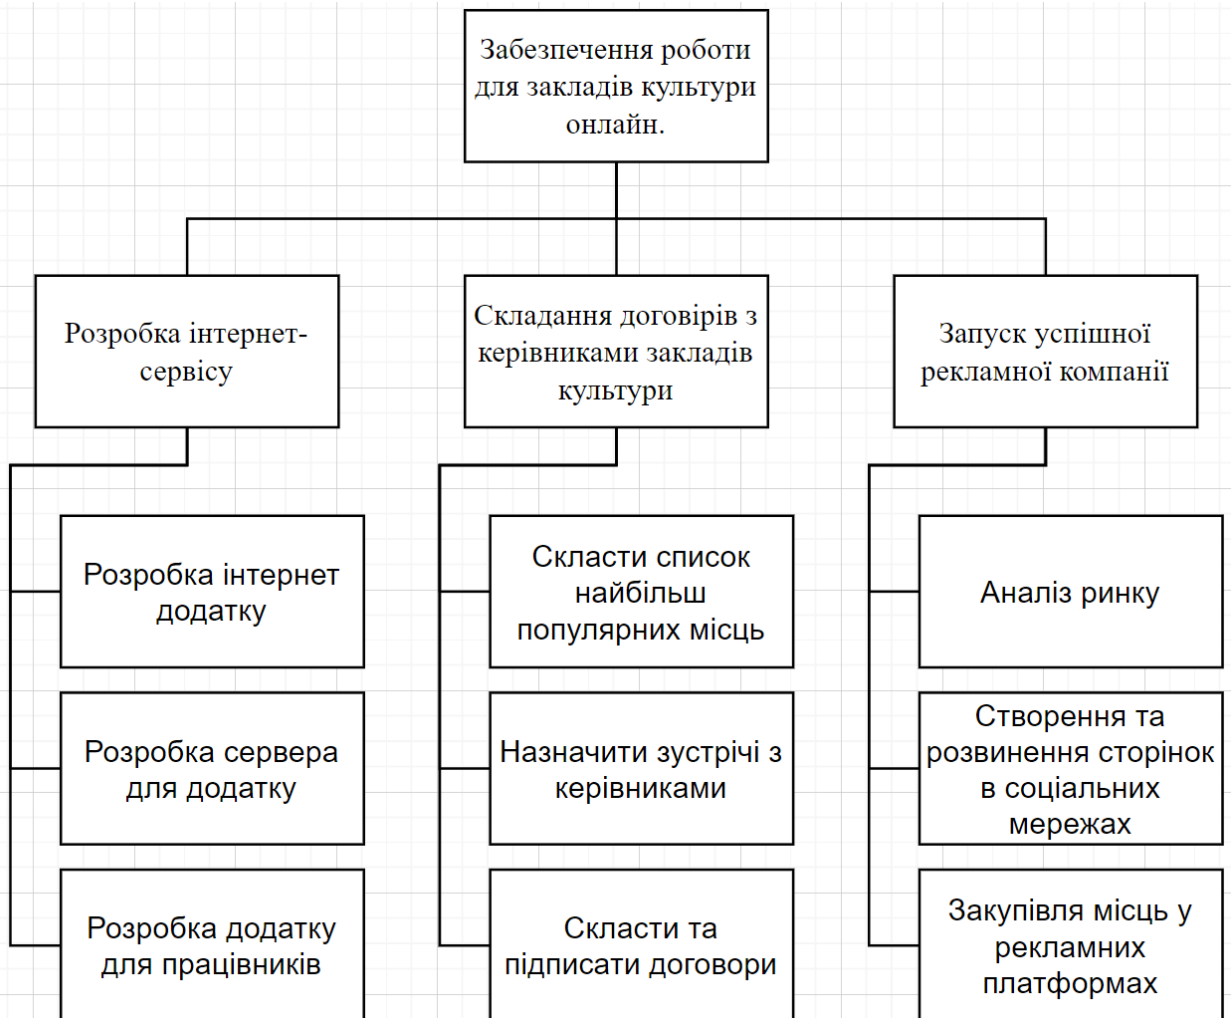 Забезпечення роботи
для закладів культури
онлайн.
Розробка інтернет-
сервісу
Складання договірів з
керівниками закладів
культури
Запуск успішної
рекламної компанії
Розробка інтернет
додатку
Розробка сервера
для додатку
Розробка додатку
для працівників
Скласти список
найбільш
популярних місць
Назначити зустрічі з
керівниками
Скласти та
підписати договори
Аналіз ринку
Створення та
розвинення сторінок
в соціальних
мережах
Закупівля місць у
рекламних
платформах